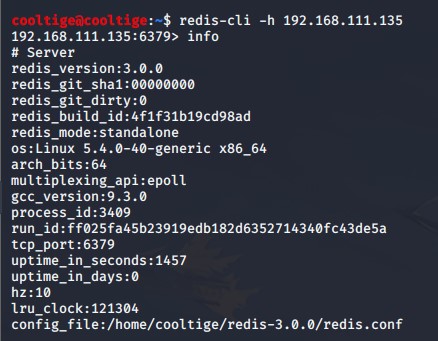 cooltige@cooltige:~$ redis-cli -h 192.168.111.135
192.168.111.135:6379> info
# Server
redis_version:3.0.0
redis_git_sha1:00000000
redis_git_dirty:0
redis_build_id:4f1f31b19cd98ad
redis_mode:standalone
os:Linux 5.4.0-40-generic x86_64
arch_bits:64
multiplexing_api:epoll
gcc_version:9.3.0
process_id:3409
run_id:ff025fa45b23919edb182d6352714340fc43de5a
tcp_port:6379
uptime_in_seconds:1457
uptime_in_days:0
hz:10
lru_clock:121304
config_file:/home/cooltige/redis-3.0.0/redis.conf